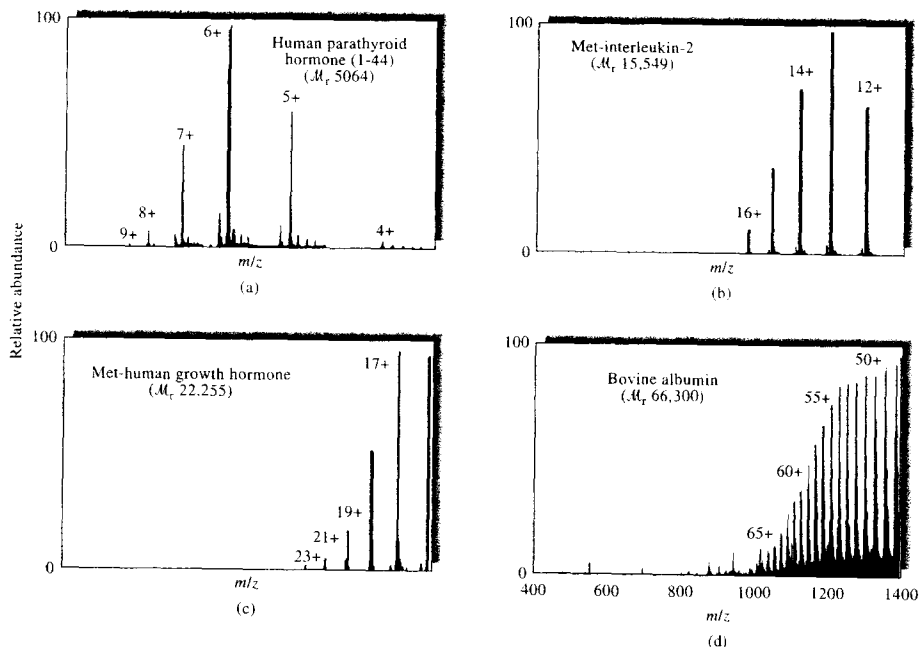 Relative abundance
100
0
9+
8+
7+
6+
5+
4+
Human parathyroid
hormone (1-44)
(ℳr 5064)
m/z
(a)
100
0
Met-interleukin-2
(ℳr 15,549)
16+
14+
12+
m/z
(b)
100
0
Met-human growth hormone
(ℳr 22,255)
23+
21+
19+
17+
m/z
(c)
100
0
Bovine albumin
(ℳr 66,300)
65+
60+
55+
50+
400
600
800
1000
1200
1400
m/z
(d)